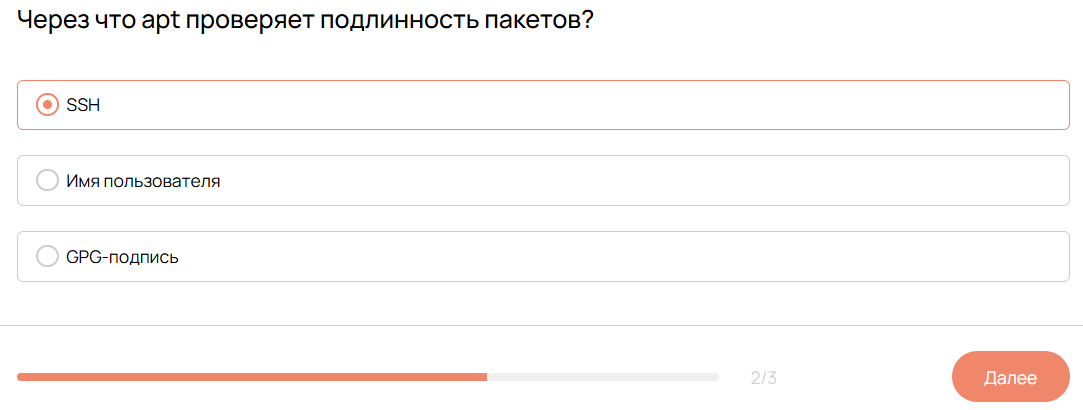 Через что apt проверяет подлинность пакетов?
SSH
Имя пользователя
GPG-подпись
2/3
Далее